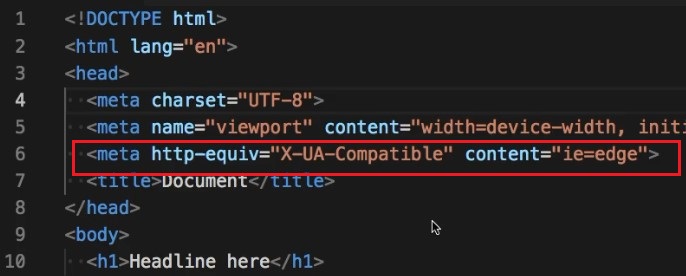 1 <!DOCTYPE html>
2 <html lang="en">
3 <head>
4 <meta charset="UTF-8">
5 <meta name="viewport" content="width=device-width, initi
6 <meta http-equiv="X-UA-Compatible" content="ie=edge">
7 <title>Document</title>
8 </head>
9 <body>
10 <h1>Headline here</h1>